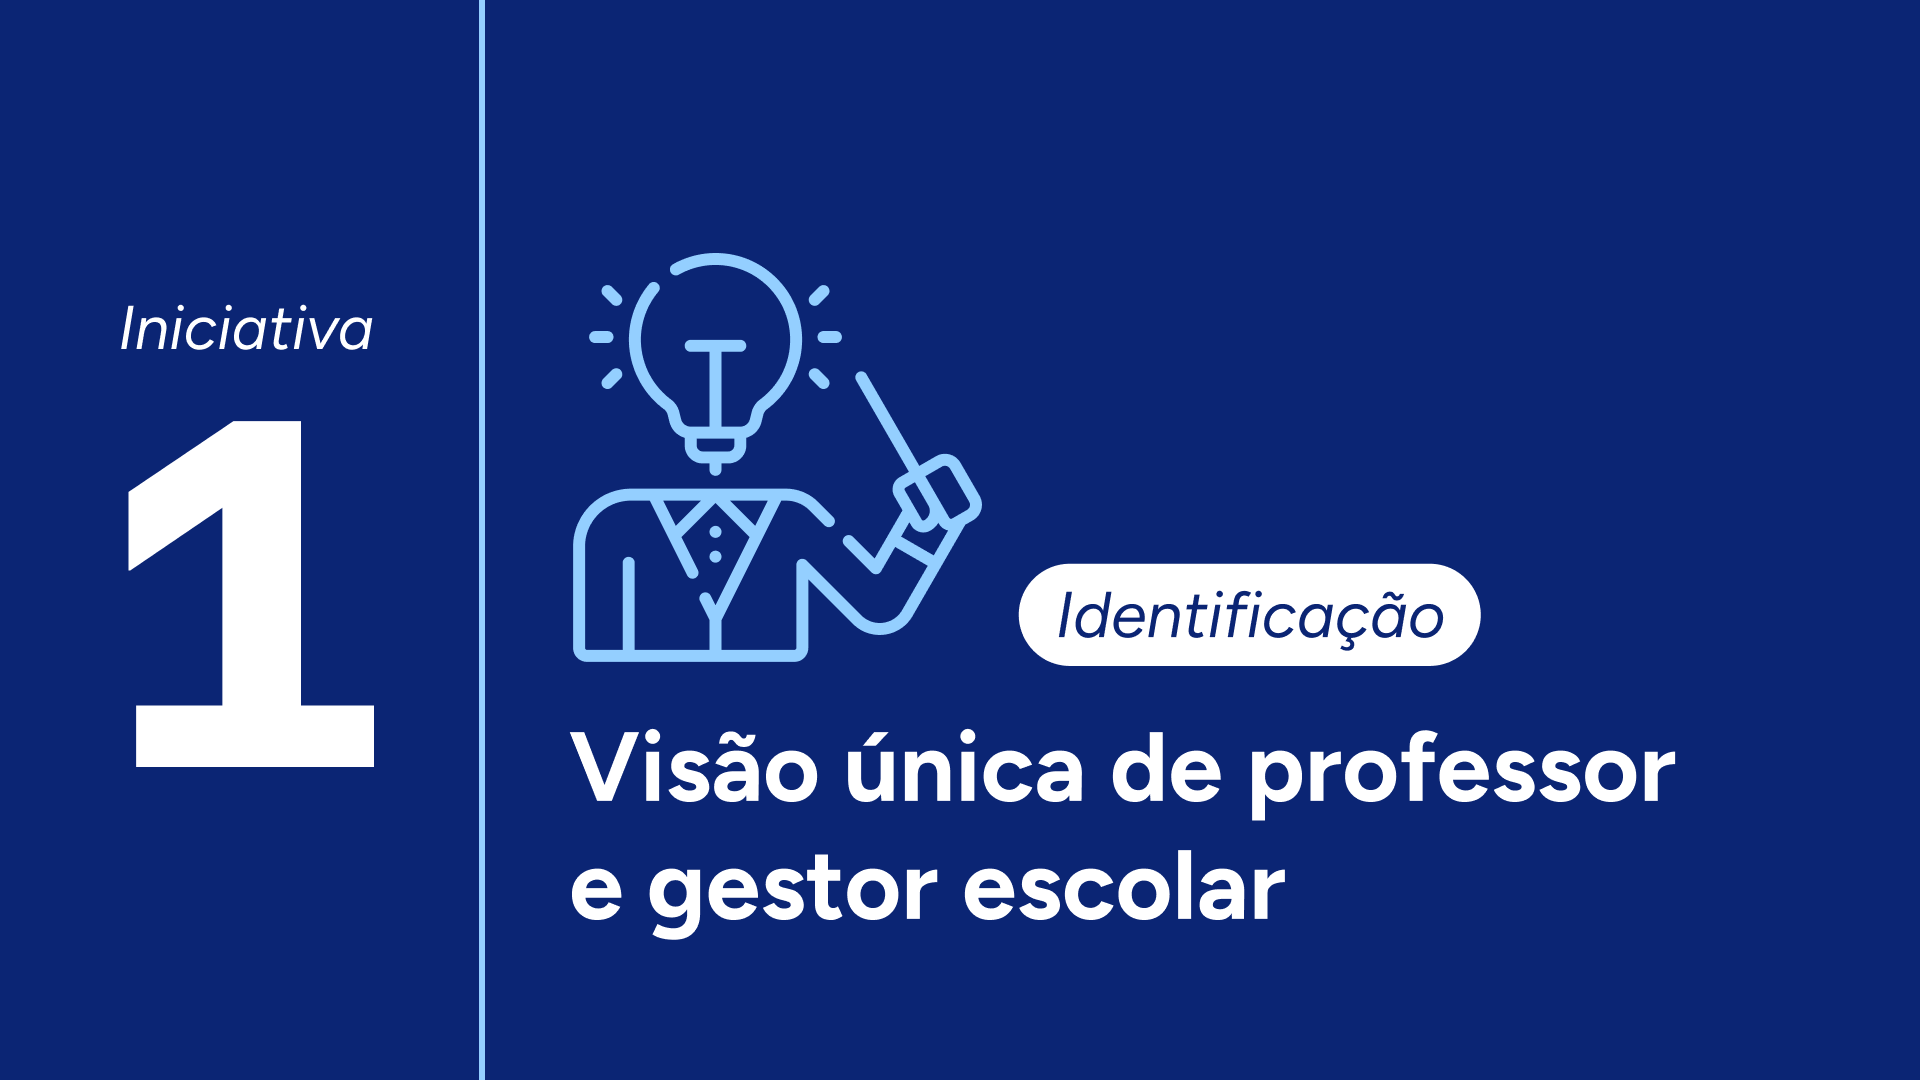 Iniciativa
1
Identificação
Visão única de professor
e gestor escolar